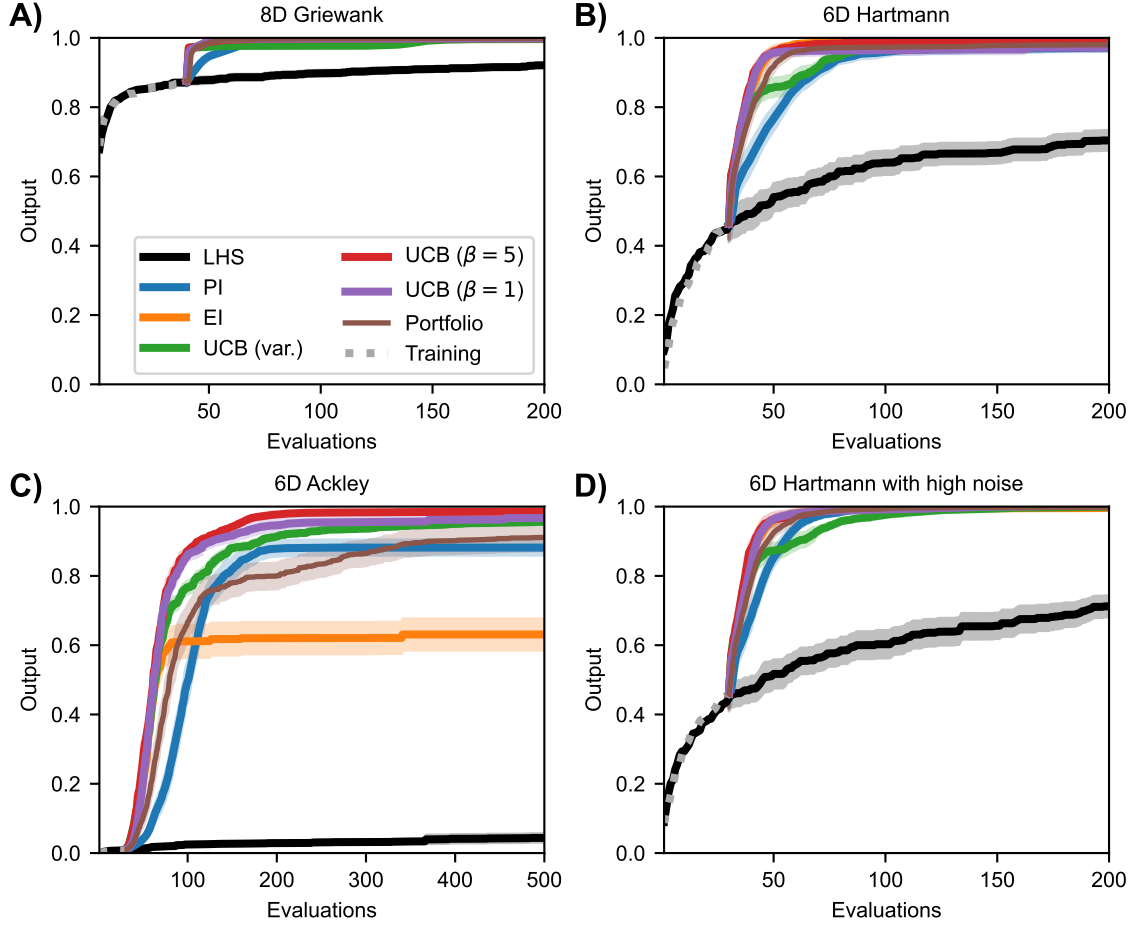 A)
8D Griewank
1.0
0.8
0.6
0.4
0.2
0.0
Output
LHS
PI
EI
UCB (var.)
UCB (β = 5)
UCB (β = 1)
Portfolio
Training
50
100
150
200
Evaluations
B)
6D Hartmann
1.0
0.8
0.6
0.4
0.2
0.0
Output
50
100
150
200
Evaluations
C)
6D Ackley
1.0
0.8
0.6
0.4
0.2
0.0
Output
100
200
300
400
500
Evaluations
D)
6D Hartmann with high noise
1.0
0.8
0.6
0.4
0.2
0.0
Output
50
100
150
200
Evaluations